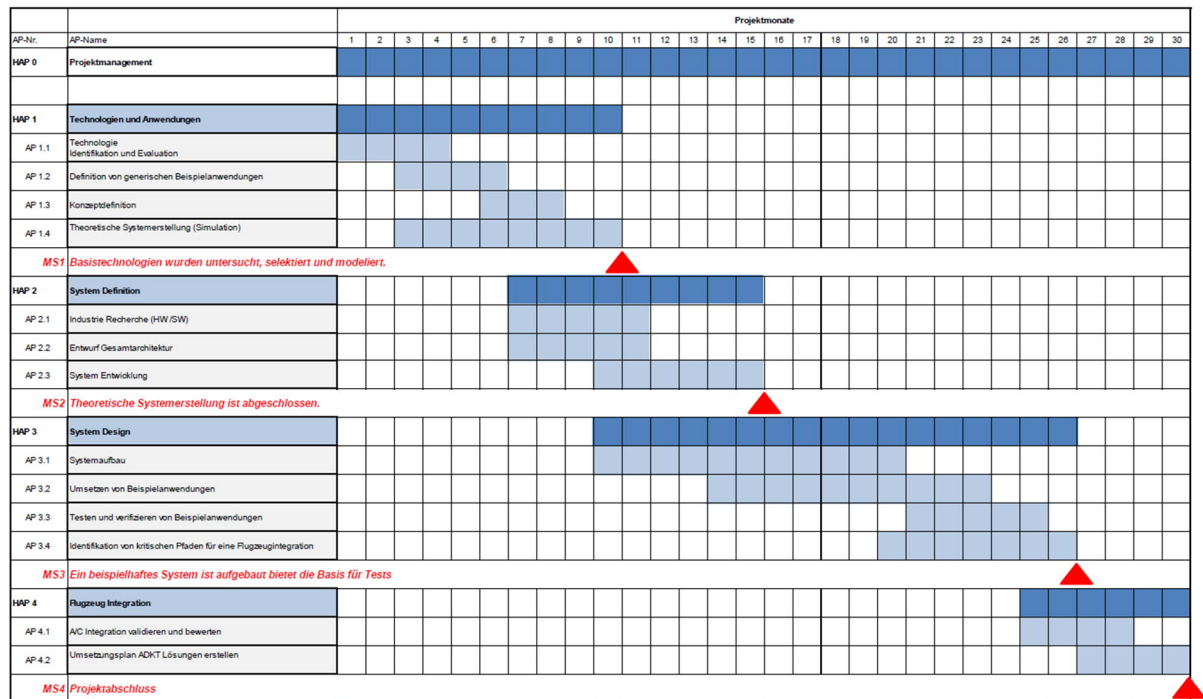 Projektmonate
AP-Nr. AP-Name 1 2 3 4 5 6 7 8 9 10 11 12 13 14 15 16 17 18 19 20 21 22 23 24 25 26 27 28 29 30
HAP 0 Projektmanagement
HAP 1 Technologien und Anwendungen
AP 1.1 Technologie
Identifikation und Evaluation
AP 1.2 Definition von generischen Beispielanwendungen
AP 1.3 Konzeptdefinition
AP 1.4 Theoretische Systemerstellung (Simulation)
MS1 Basistechnologien wurden untersucht, selektiert und modeliert.
HAP 2 System Definition
AP 2.1 Industrie Recherche (HW/SW)
AP 2.2 Entwurf Gesamtarchitektur
AP 2.3 System Entwicklung
MS2 Theoretische Systemerstellung ist abgeschlossen.
HAP 3 System Design
AP 3.1 Systemaufbau
AP 3.2 Umsetzen von Beispielanwendungen
AP 3.3 Testen und verifizieren von Beispielanwendungen
AP 3.4 Identifikation von kritischen Pfaden für eine Flugzeugintegration
MS3 Ein beispielhaftes System ist aufgebaut bietet die Basis für Tests
HAP 4 Flugzeug Integration
AP 4.1 A/C Integration validieren und bewerten
AP 4.2 Umsetzungsplan ADKT Lösungen erstellen
MS4 Projektabschluss